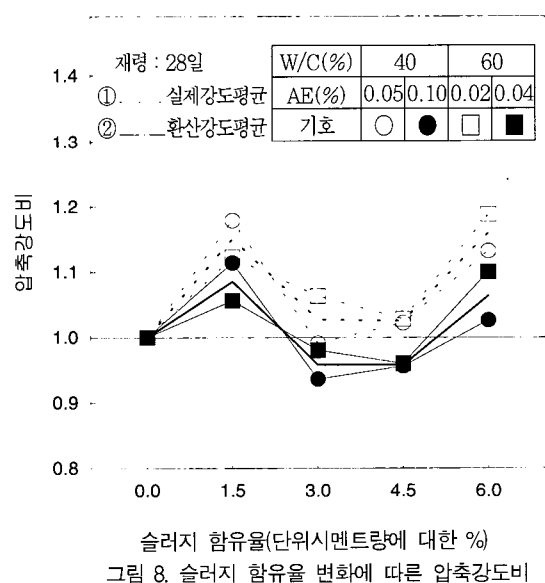 재령 : 28일
① . . . . 실제강도평균
② ___ . 환산강도평균
W/C(%) 40 60
AE(%) 0.05 0.10 0.02 0.04
기호 ○ ● □ ■
압축강도비
1.4
1.3
1.2
1.1
1.0
0.9
0.8
0.0 1.5 3.0 4.5 6.0
슬러지 함유율(단위시멘트량에 대한 %)
그림 8. 슬러지 함유율 변화에 따른 압축강도비